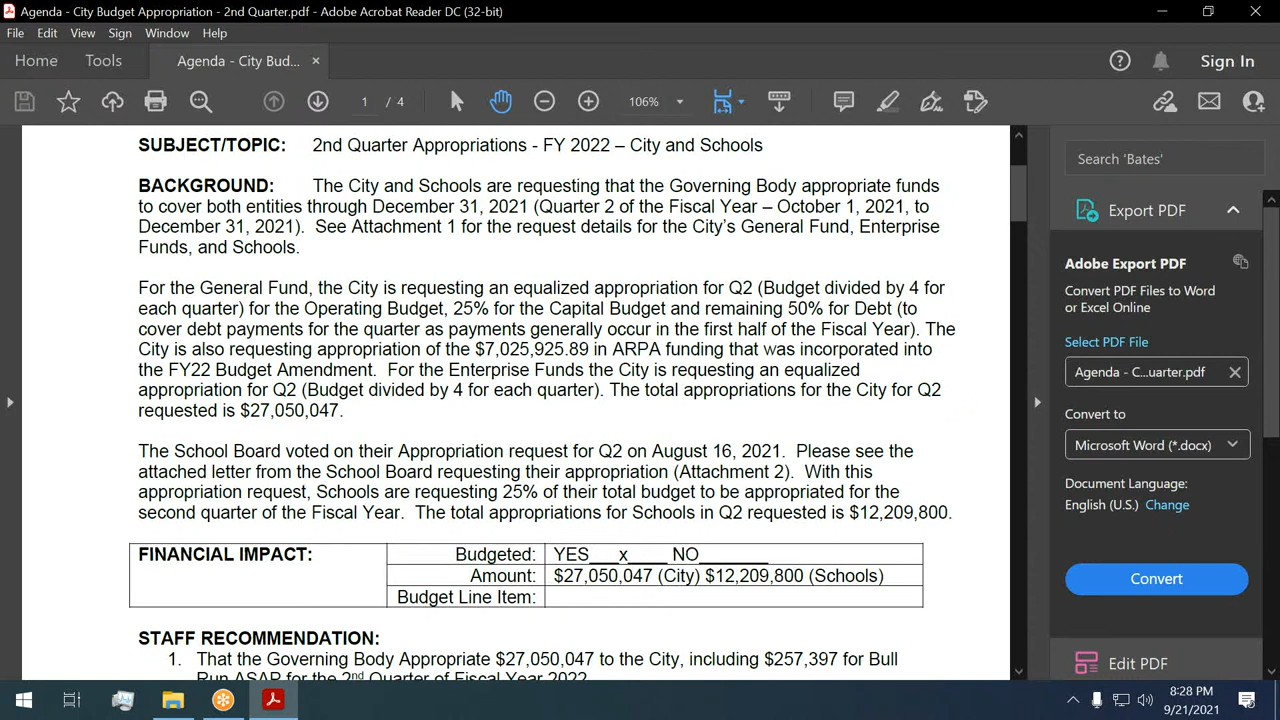 Agenda - City Budget Appropriation - 2nd Quarter.pdf - Adobe Acrobat Reader DC (32-bit)
File Edit View Sign Window Help
Home Tools Agenda - City Bud... × Sign In
1 / 4 106%
SUBJECT/TOPIC: 2nd Quarter Appropriations - FY 2022 – City and Schools
BACKGROUND: The City and Schools are requesting that the Governing Body appropriate funds
to cover both entities through December 31, 2021 (Quarter 2 of the Fiscal Year – October 1, 2021, to
December 31, 2021). See Attachment 1 for the request details for the City's General Fund, Enterprise
Funds, and Schools.
For the General Fund, the City is requesting an equalized appropriation for Q2 (Budget divided by 4 for
each quarter) for the Operating Budget, 25% for the Capital Budget and remaining 50% for Debt (to
cover debt payments for the quarter as payments generally occur in the first half of the Fiscal Year). The
City is also requesting appropriation of the $7,025,925.89 in ARPA funding that was incorporated into
the FY22 Budget Amendment. For the Enterprise Funds the City is requesting an equalized
appropriation for Q2 (Budget divided by 4 for each quarter). The total appropriations for the City for Q2
requested is $27,050,047.
The School Board voted on their Appropriation request for Q2 on August 16, 2021. Please see the
attached letter from the School Board requesting their appropriation (Attachment 2). With this
appropriation request, Schools are requesting 25% of their total budget to be appropriated for the
second quarter of the Fiscal Year. The total appropriations for Schools in Q2 requested is $12,209,800.
FINANCIAL IMPACT: Budgeted: YES___x____ NO_______
Amount: $27,050,047 (City) $12,209,800 (Schools)
Budget Line Item:
STAFF RECOMMENDATION:
1. That the Governing Body Appropriate $27,050,047 to the City, including $257,397 for Bull
Run ASAP for the 2nd Quarter of Fiscal Year 2022
Search 'Bates'
Export PDF
Adobe Export PDF
Convert PDF Files to Word
or Excel Online
Select PDF File
Agenda - C...uarter.pdf
Convert to
Microsoft Word (*.docx)
Document Language:
English (U.S.) Change
Convert
Edit PDF
8:28 PM
9/21/2021